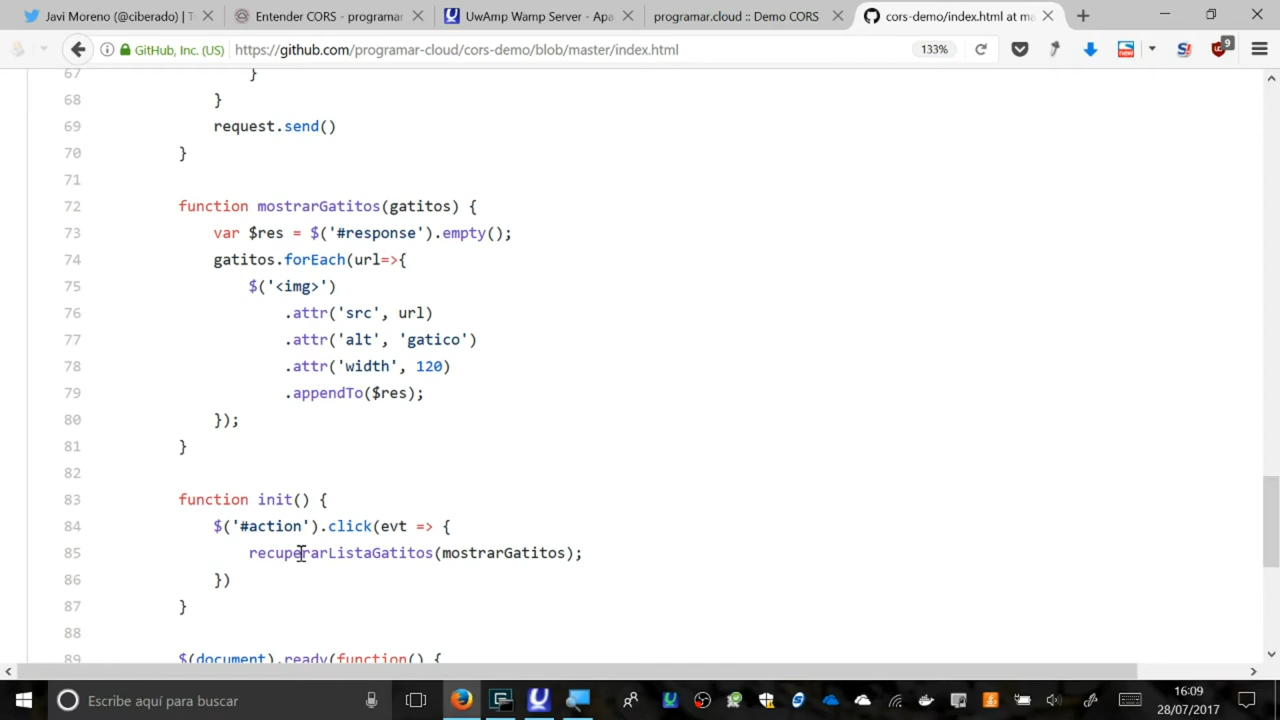 Javi Moreno (@ciberado) | T
Entender CORS - programar
UwAmp Wamp Server - Apa
programar.cloud :: Demo CORS
cors-demo/index.html at ma
GitHub, Inc. (US)
https://github.com/programar-cloud/cors-demo/blob/master/index.html
133%
9
67 }
68 }
69 request.send()
70 }
71
72 function mostrarGatitos(gatitos) {
73 var $res = $('#response').empty();
74 gatitos.forEach(url=>{
75 $('<img>')
76 .attr('src', url)
77 .attr('alt', 'gatico')
78 .attr('width', 120)
79 .appendTo($res);
80 });
81 }
82
83 function init() {
84 $('#action').click(evt => {
85 recuperarListaGatitos(mostrarGatitos);
86 })
87 }
88
89 $(document).ready(function() {
Escribe aquí para buscar
16:09
28/07/2017